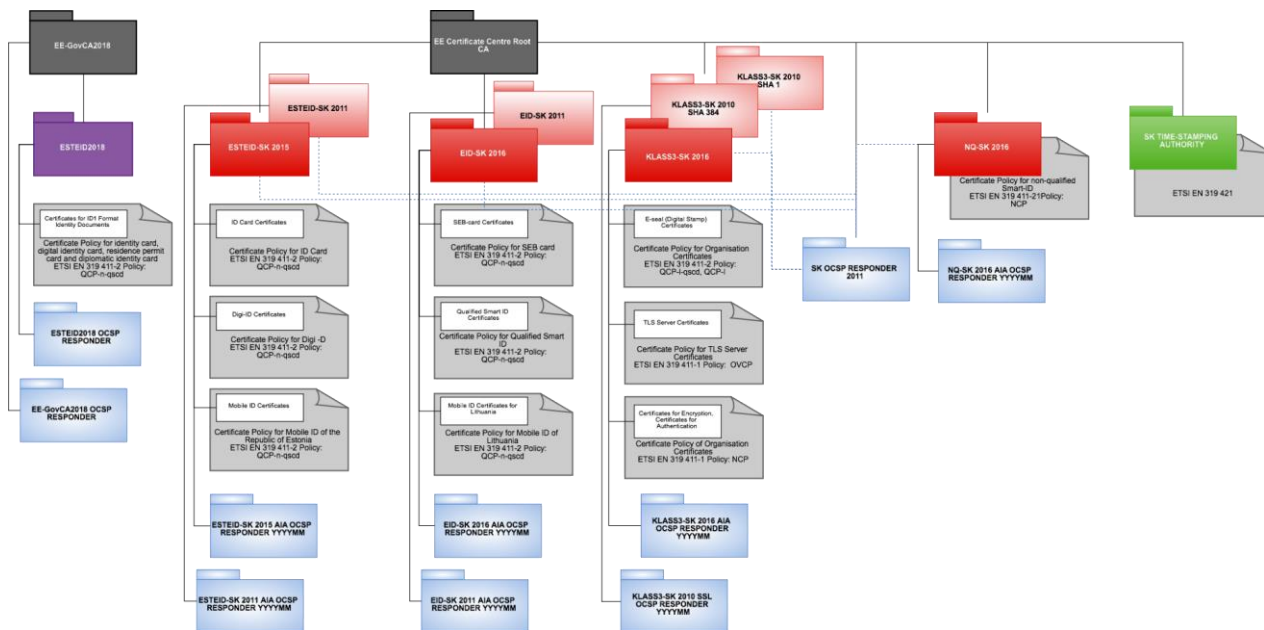 EE-GovCA2018
EE Certificate Centre Root
CA
ESTEID-SK 2011
EID-SK 2011
KLASS3-SK 2010
SHA 1
KLASS3-SK 2010
SHA 384
ESTEID2018
ESTEID-SK 2015
EID-SK 2016
KLASS3-SK 2016
NQ-SK 2016
SK TIME-STAMPING
AUTHORITY
Certificate Policy for non-qualified
Smart-ID
ETSI EN 319 411-21Policy:
NCP
ETSI EN 319 421
Certificates for ID1 Format
Identity Documents
Certificate Policy for identity card,
digital identity card, residence permit
card and diplomatic identity card
ETSI EN 319 411-2 Policy:
QCP-n-qscd
ID Card Certificates
Certificate Policy for ID Card
ETSI EN 319 411-2 Policy:
QCP-n-qscd
SEB-card Certificates
Certificate Policy for SEB card
ETSI EN 319 411-2 Policy:
QCP-n-qscd
E-seal (Digital Stamp)
Certificates
Certificate Policy for Organisation
Certificates
ETSI EN 319 411-2 Policy:
QCP-l-qscd, QCP-l
SK OCSP RESPONDER
2011
NQ-SK 2016 AIA OCSP
RESPONDER YYYYMM
ESTEID2018 OCSP
RESPONDER
Digi-ID Certificates
Certificate Policy for Digi -D
ETSI EN 319 411-2 Policy:
QCP-n-qscd
Qualified Smart ID
Certificates
Certificate Policy for Qualified Smart
ID
ETSI EN 319 411-2 Policy:
QCP-n-qscd
TLS Server Certificates
Certificate Policy for TLS Server
Certificates
ETSI EN 319 411-1 Policy: OVCP
EE-GovCA2018 OCSP
RESPONDER
Mobile ID Certificates
Certificate Policy for Mobile ID of the
Republic of Estonia
ETSI EN 319 411-2 Policy:
QCP-n-qscd
Mobile ID Certificates for
Lithuania
Certificate Policy for Mobile ID of
Lithuania
ETSI EN 319 411-2 Policy:
QCP-n-qscd
Certificates for Encryption,
Certificates for
Authentication
Certificate Policy of Organisation
Certificates
ETSI EN 319 411-1 Policy: NCP
ESTEID-SK 2015 AIA OCSP
RESPONDER YYYYMM
EID-SK 2016 AIA OCSP
RESPONDER YYYYMM
KLASS3-SK 2016 AIA
OCSP RESPONDER
YYYYMM
ESTEID-SK 2011 AIA OCSP
RESPONDER YYYYMM
EID-SK 2011 AIA OCSP
RESPONDER YYYYMM
KLASS3-SK 2010 SSL
OCSP RESPONDER
YYYYMM